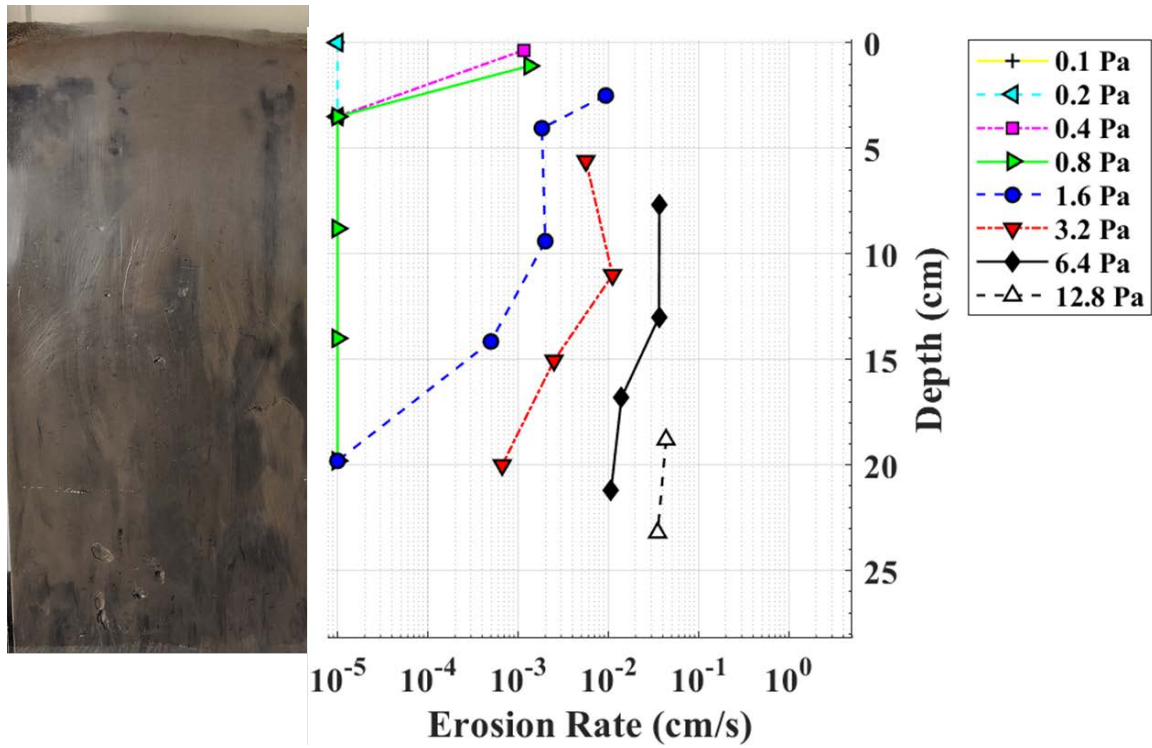 0
5
10
15
20
25
Depth (cm)
10^-5
10^-4
10^-3
10^-2
10^-1
10^0
Erosion Rate (cm/s)
0.1 Pa
0.2 Pa
0.4 Pa
0.8 Pa
1.6 Pa
3.2 Pa
6.4 Pa
12.8 Pa